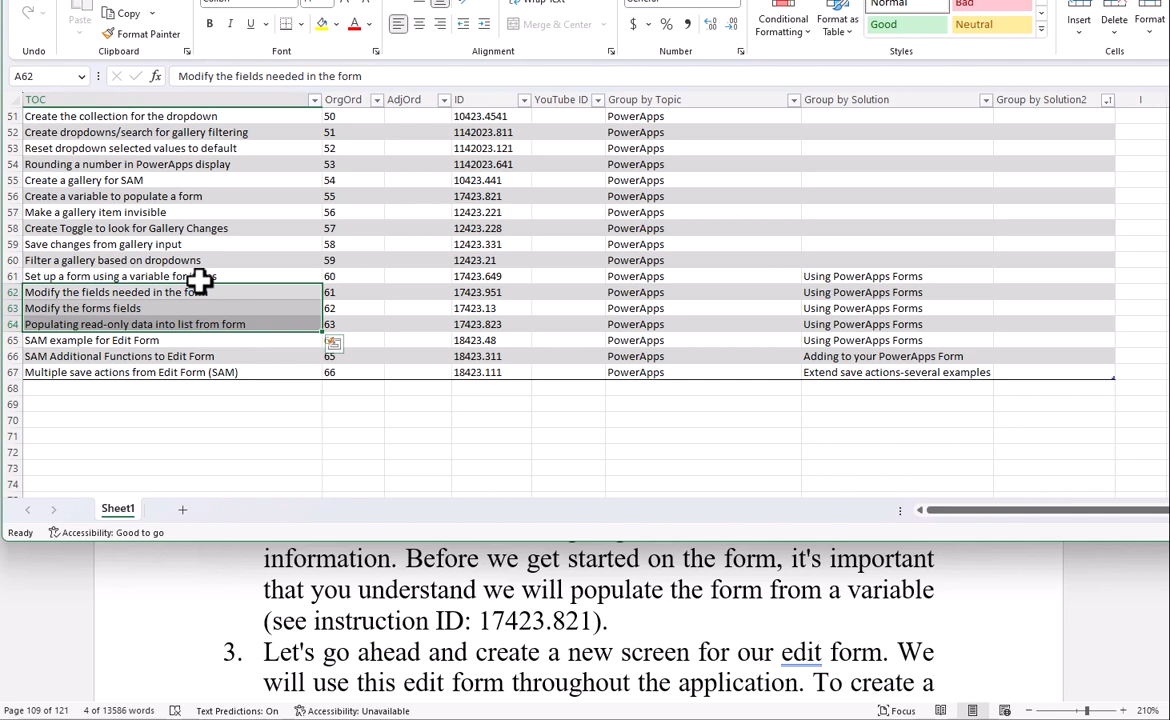 Copy
Paste
Format Painter
B I U A
Merge & Center
$ % 9
Conditional Formatting
Format as Table
Normal Bad
Good Neutral
Insert Delete Format
Undo Clipboard Font Alignment Number Styles Cells
A62 fx Modify the fields needed in the form
TOC OrgOrd AdjOrd ID YouTube ID Group by Topic Group by Solution Group by Solution2 I
51 Create the collection for the dropdown 50 10423.4541 PowerApps
52 Create dropdowns/search for gallery filtering 51 1142023.811 PowerApps
53 Reset dropdown selected values to default 52 1142023.121 PowerApps
54 Rounding a number in PowerApps display 53 1142023.641 PowerApps
55 Create a gallery for SAM 54 10423.441 PowerApps
56 Create a variable to populate a form 55 17423.821 PowerApps
57 Make a gallery item invisible 56 12423.221 PowerApps
58 Create Toggle to look for Gallery Changes 57 12423.228 PowerApps
59 Save changes from gallery input 58 12423.331 PowerApps
60 Filter a gallery based on dropdowns 59 12423.21 PowerApps
61 Set up a form using a variable for 60 17423.649 PowerApps Using PowerApps Forms
62 Modify the fields needed in the 61 17423.951 PowerApps Using PowerApps Forms
63 Modify the forms fields 62 17423.13 PowerApps Using PowerApps Forms
64 Populating read-only data into list from form 63 17423.823 PowerApps Using PowerApps Forms
65 SAM example for Edit Form 18423.48 PowerApps Using PowerApps Forms
66 SAM Additional Functions to Edit Form 65 18423.311 PowerApps Adding to your PowerApps Form
67 Multiple save actions from Edit Form (SAM) 66 18423.111 PowerApps Extend save actions-several examples
68
69
70
71
72
73
74
Sheet1
Ready Accessibility: Good to go
information. Before we get started on the form, it's important
that you understand we will populate the form from a variable
(see instruction ID: 17423.821).
3. Let's go ahead and create a new screen for our edit form. We
will use this edit form throughout the application. To create a
Page 109 of 121 4 of 13586 words Text Predictions: On Accessibility: Unavailable Focus 210%